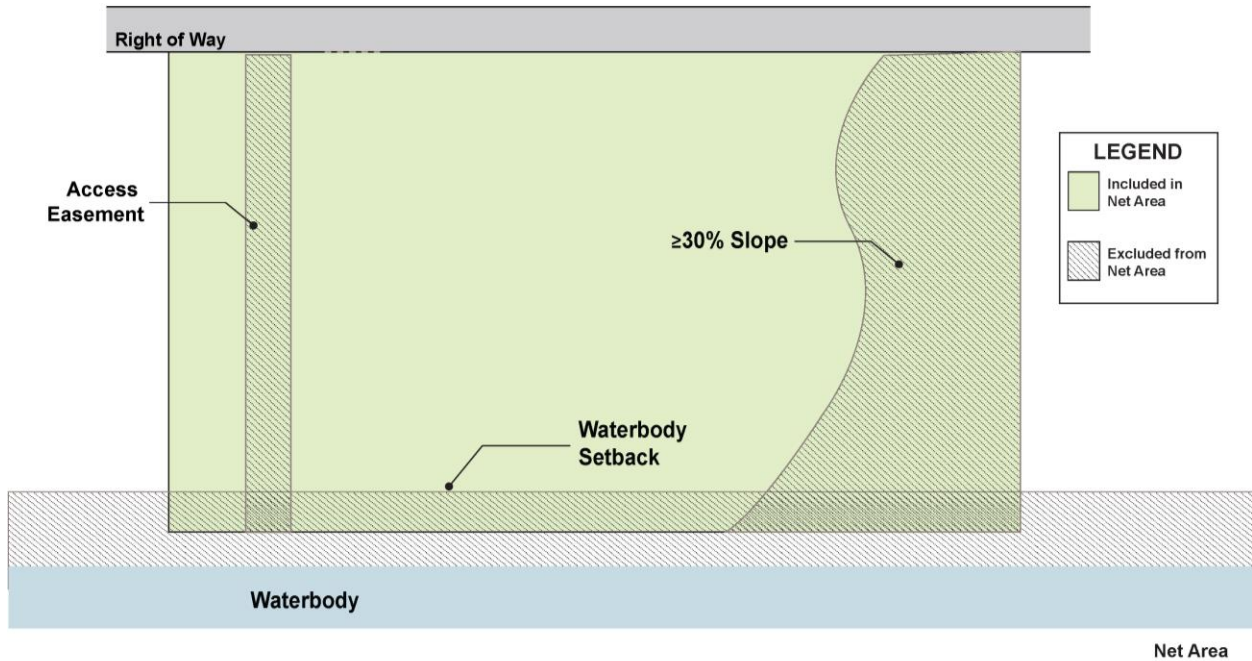 Right of Way
Access
Easement
≥30% Slope
LEGEND
Included in
Net Area
Excluded from
Net Area
Waterbody
Setback
Waterbody
Net Area